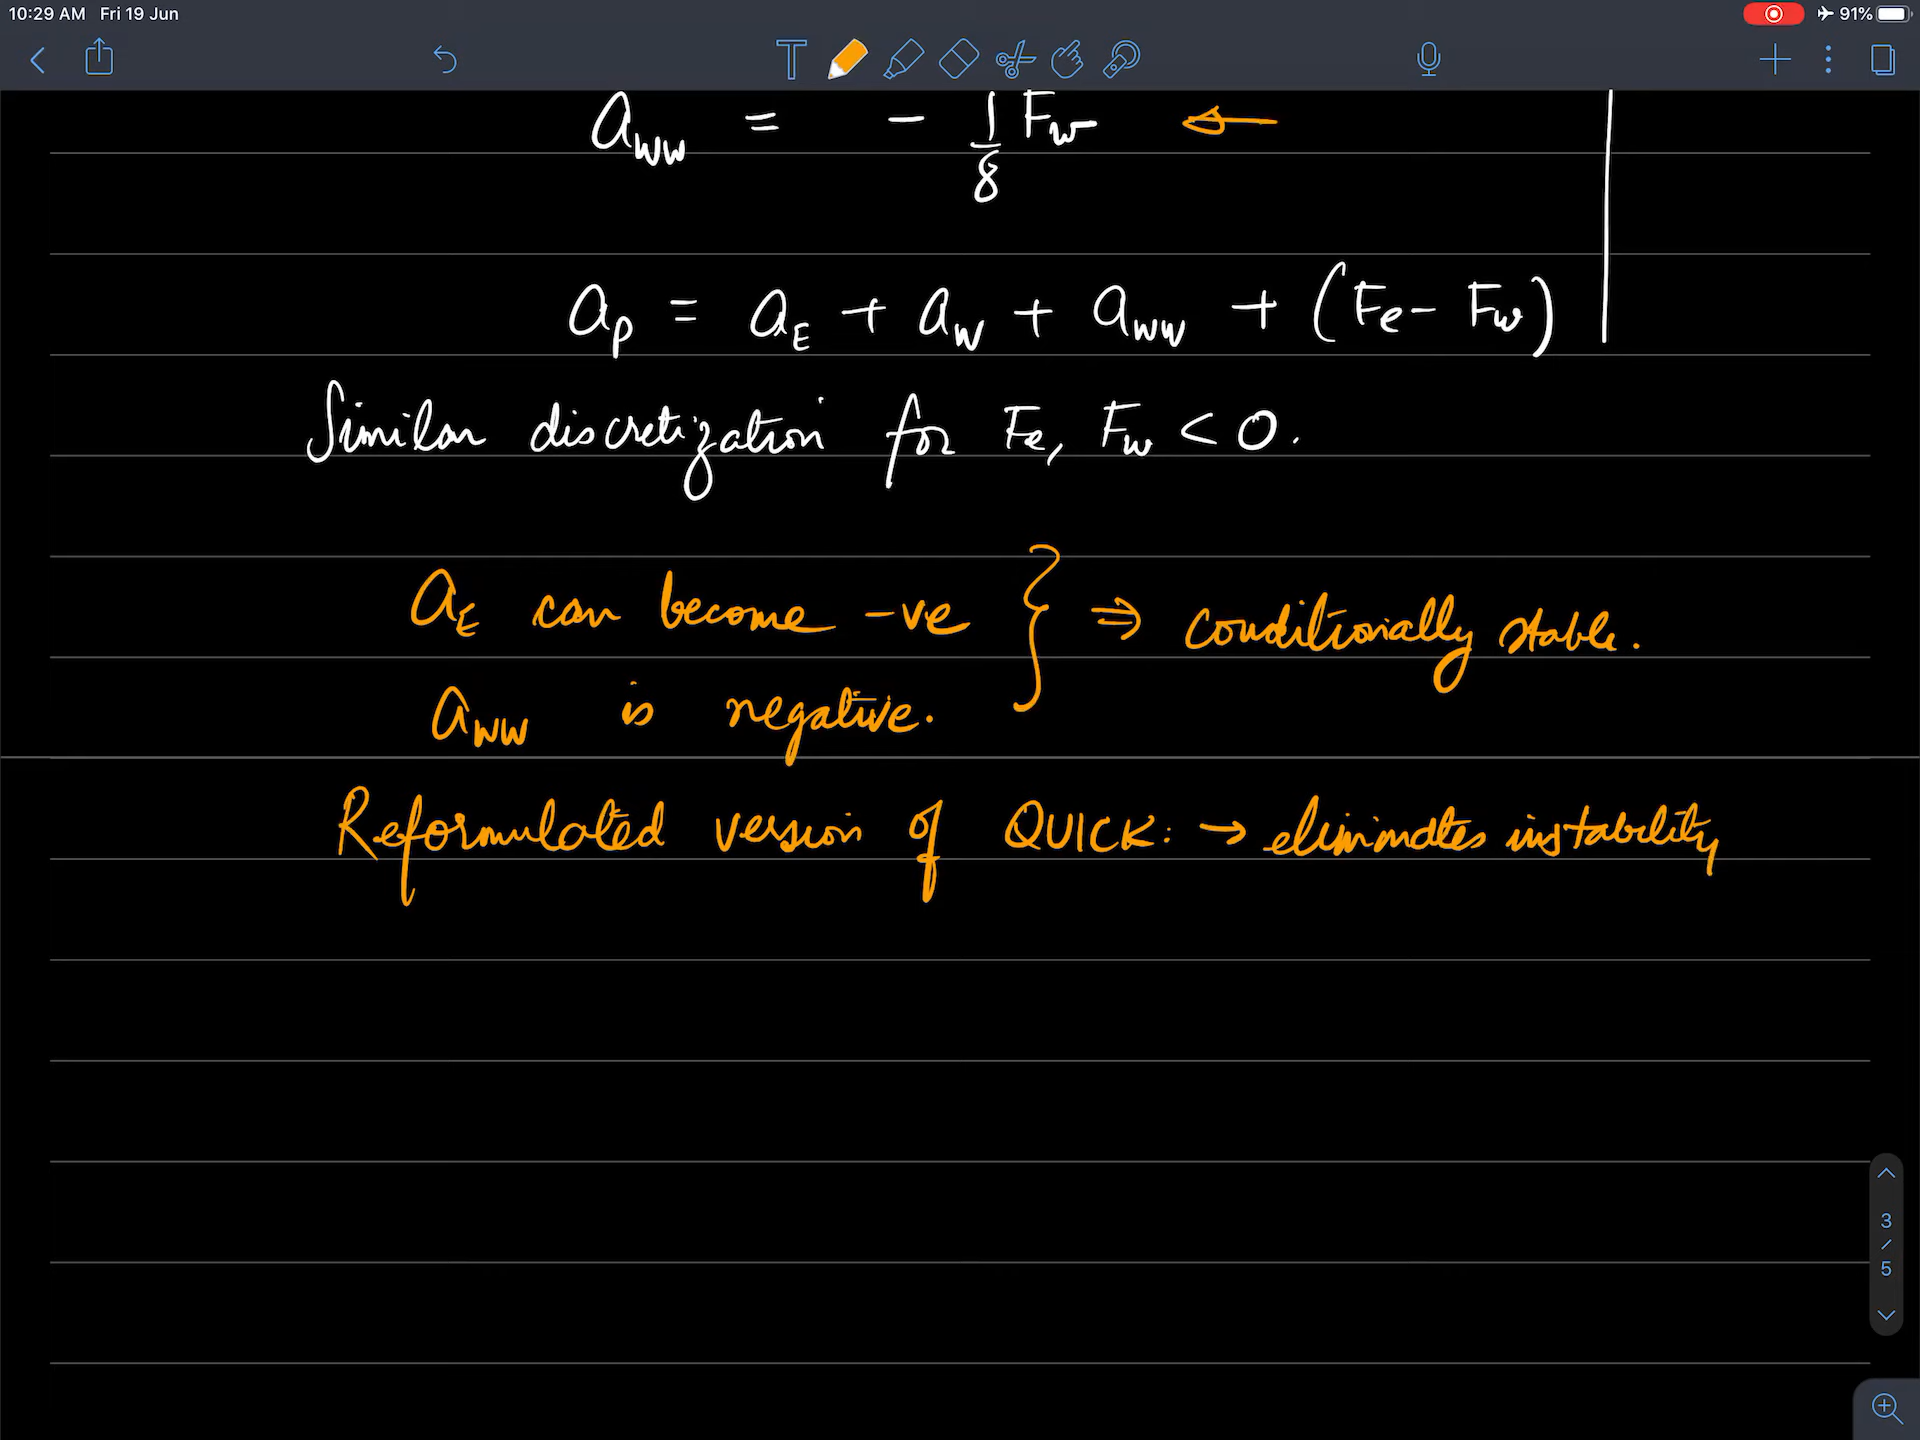 10:29 AM Fri 19 Jun
91%
a_WW = - 1/8 F_w ←
a_P = a_E + a_W + a_WW + (F_e - F_w)
Similar discretization for F_e, F_w < 0.
a_E can become -ve } ⇒ conditionally stable.
a_WW is negative.
Reformulated version of QUICK: → eliminates instability
3
/
5